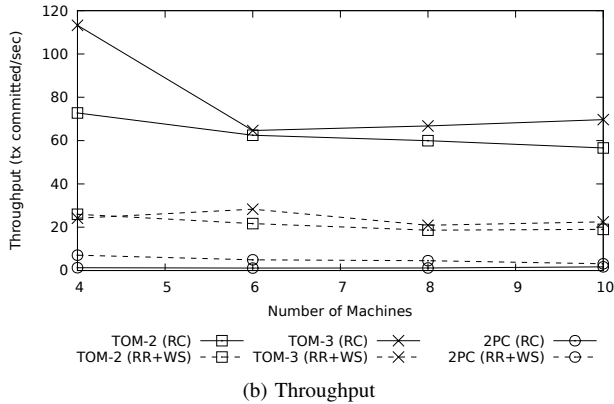 120
100
80
60
40
20
0
Throughput (tx committed/sec)
4 5 6 7 8 9 10
Number of Machines
TOM-2 (RC) TOM-3 (RC) 2PC (RC)
TOM-2 (RR+WS) TOM-3 (RR+WS) 2PC (RR+WS)
(b) Throughput